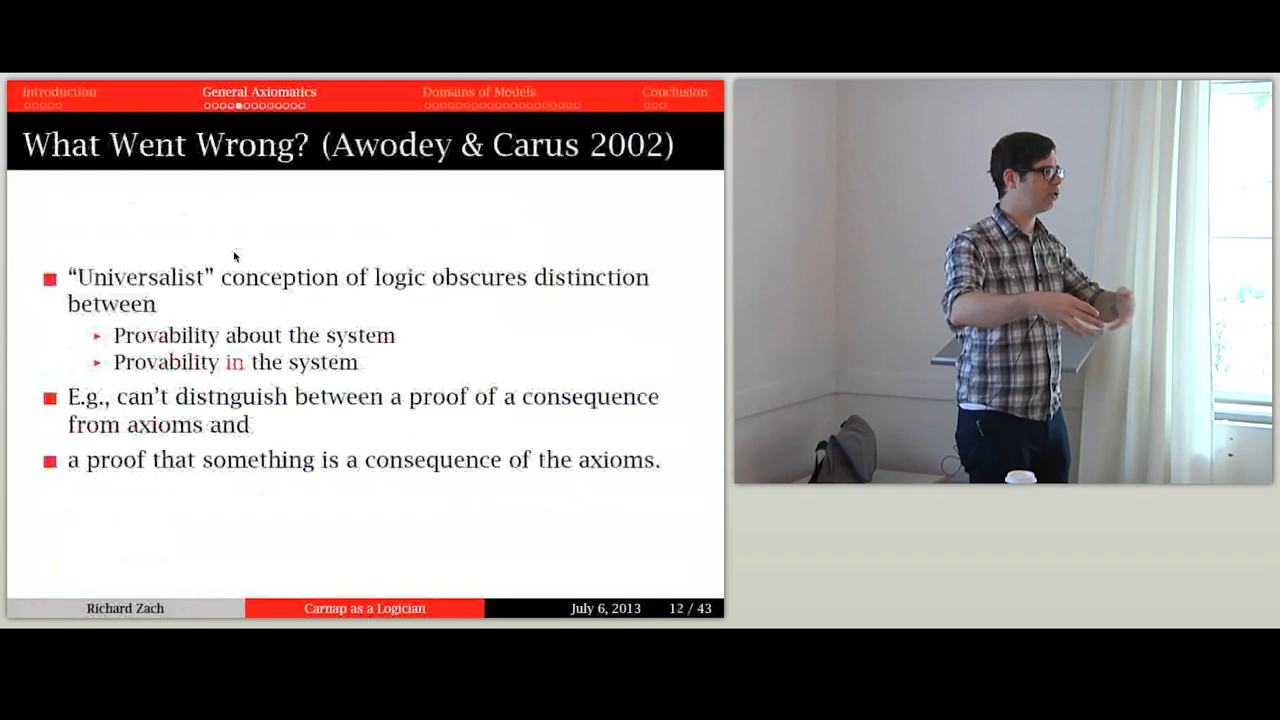 Introduction General Axiomatics Domains of Models Conclusion
What Went Wrong? (Awodey & Carus 2002)
“Universalist” conception of logic obscures distinction
between
Provability about the system
Provability in the system
E.g., can’t distnguish between a proof of a consequence
from axioms and
a proof that something is a consequence of the axioms.
Richard Zach Carnap as a Logician July 6, 2013 12 / 43